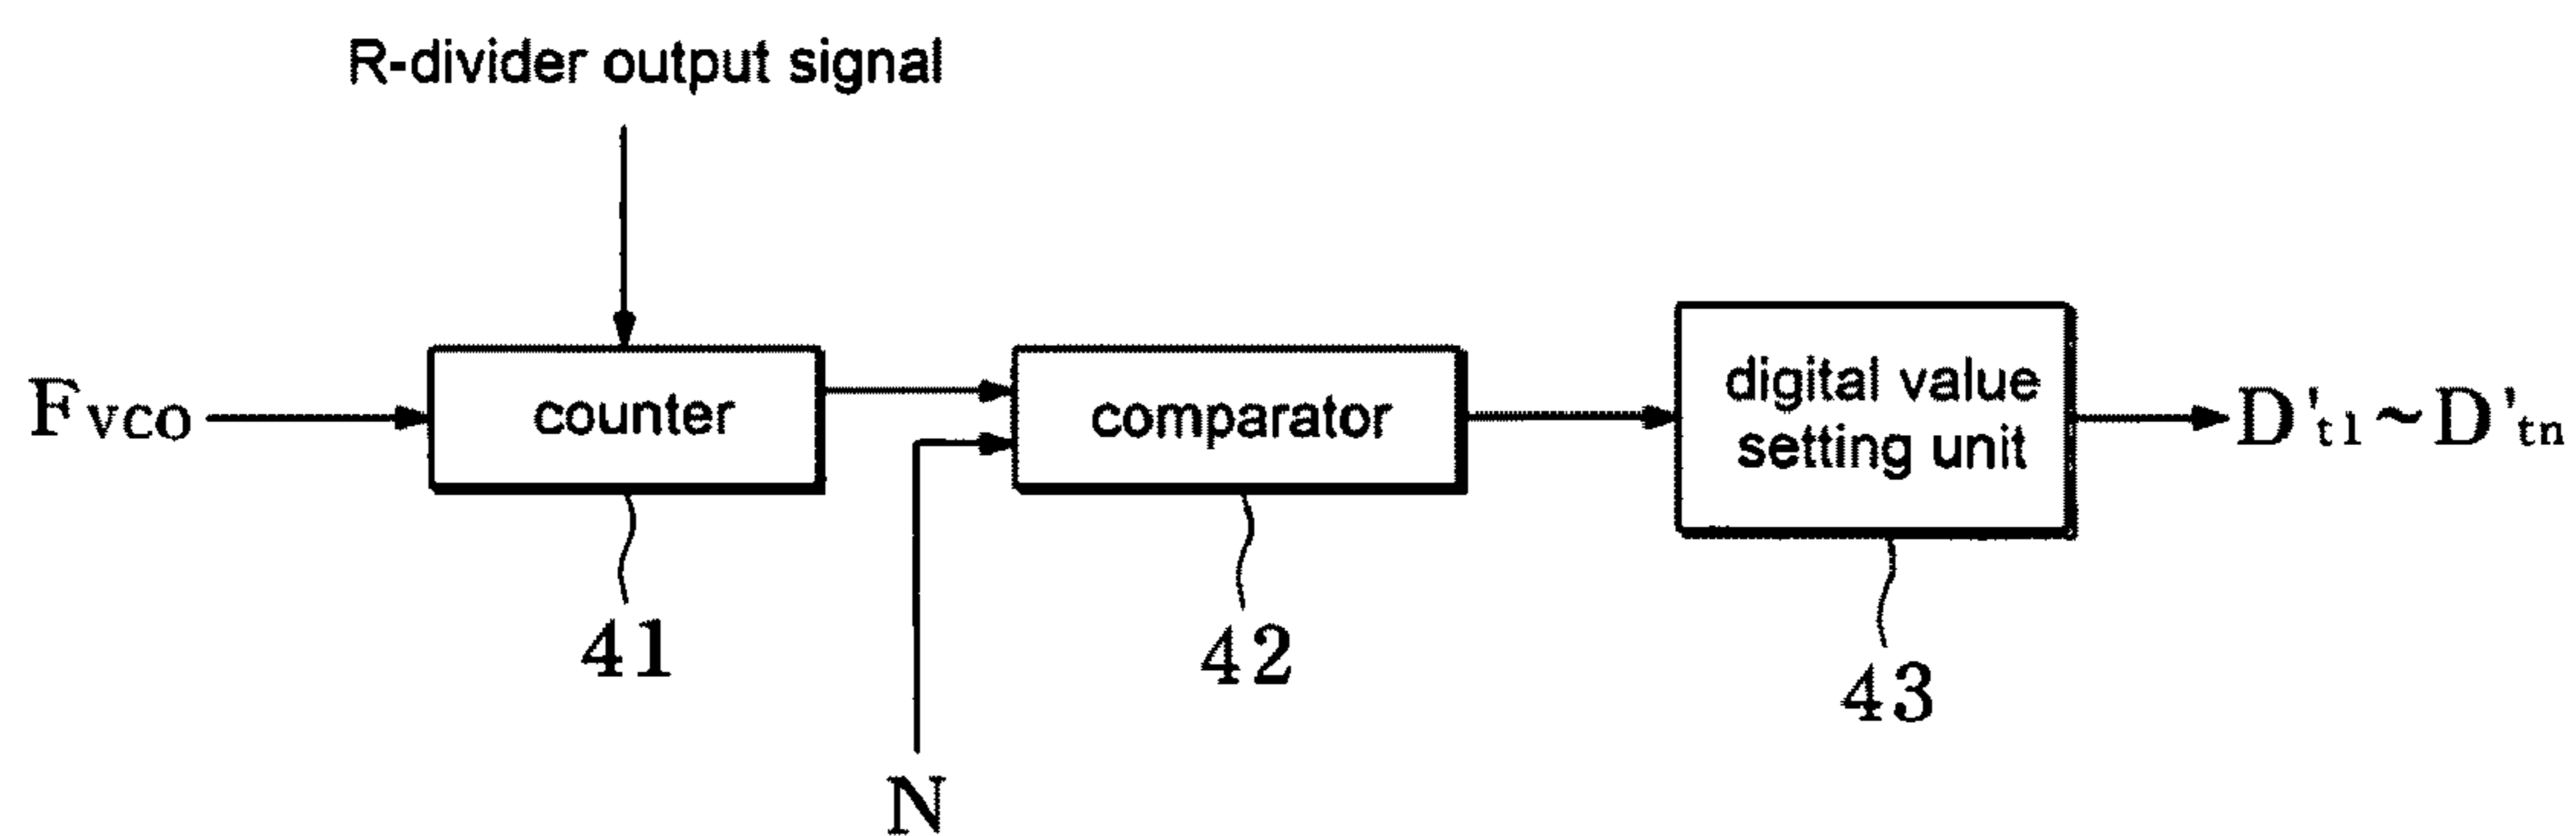 R-divider output signal
Fvco
counter
comparator
digital value
setting unit
D't1~D'tn
41
42
43
N